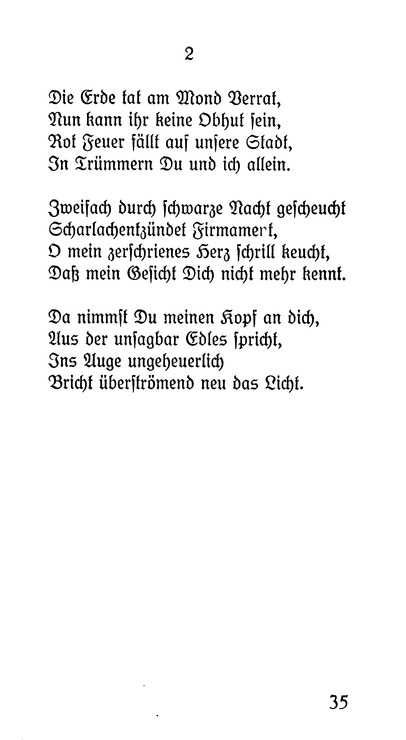 2
Die Erde tat am Mond Verrat,
Nun kann ihr keine Obhut sein,
Rot Feuer fällt auf unsere Stadt,
In Trümmern Du und ich allein.
Zweifach durch schwarze Nacht gescheucht
Scharlachentzündet Firmament,
O mein zerschrienes Herz schrill keucht,
Daß mein Gesicht Dich nicht mehr kennt.
Da nimmst Du meinen Kopf an dich,
Aus der unsagbar Edles spricht,
Ins Auge ungeheuerlich
Bricht überströmend neu das Licht.
35